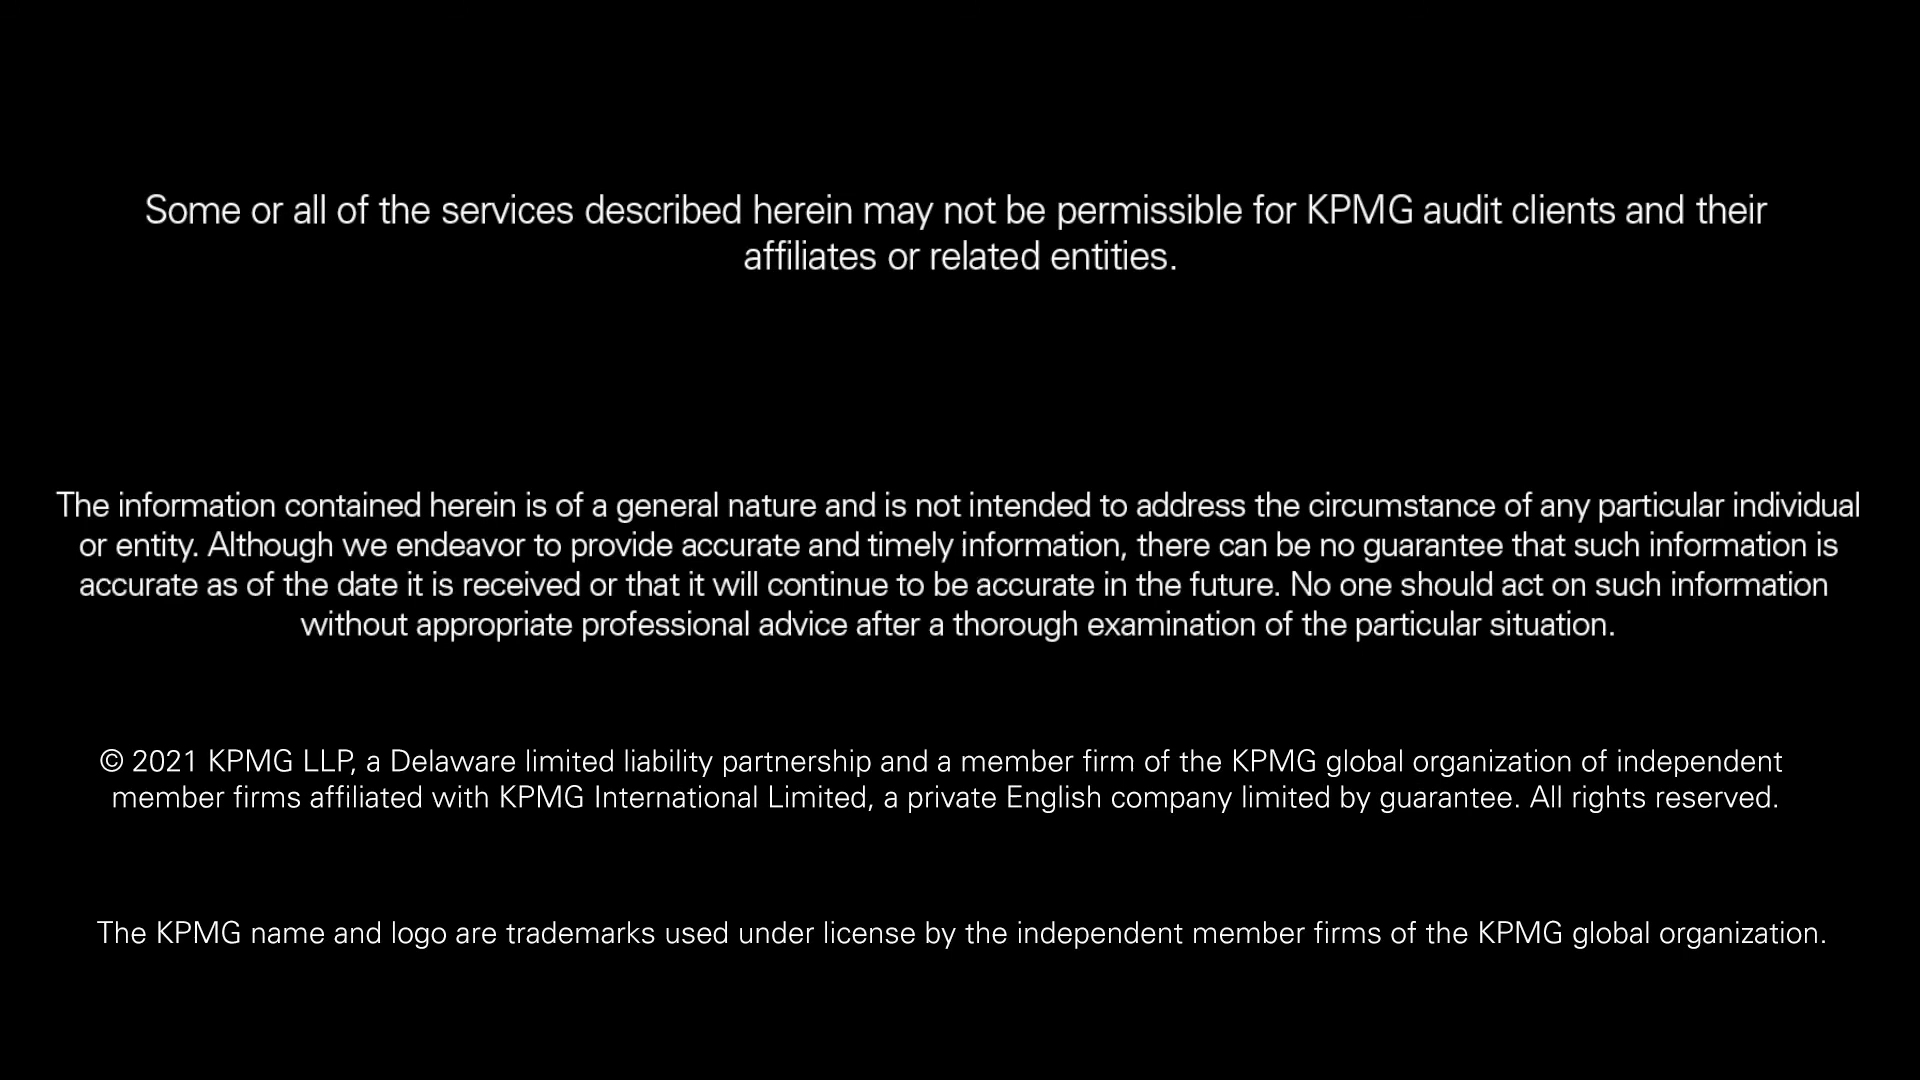 Some or all of the services described herein may not be permissible for KPMG audit clients and their
affiliates or related entities.
The information contained herein is of a general nature and is not intended to address the circumstance of any particular individual
or entity. Although we endeavor to provide accurate and timely information, there can be no guarantee that such information is
accurate as of the date it is received or that it will continue to be accurate in the future. No one should act on such information
without appropriate professional advice after a thorough examination of the particular situation.
© 2021 KPMG LLP, a Delaware limited liability partnership and a member firm of the KPMG global organization of independent
member firms affiliated with KPMG International Limited, a private English company limited by guarantee. All rights reserved.
The KPMG name and logo are trademarks used under license by the independent member firms of the KPMG global organization.